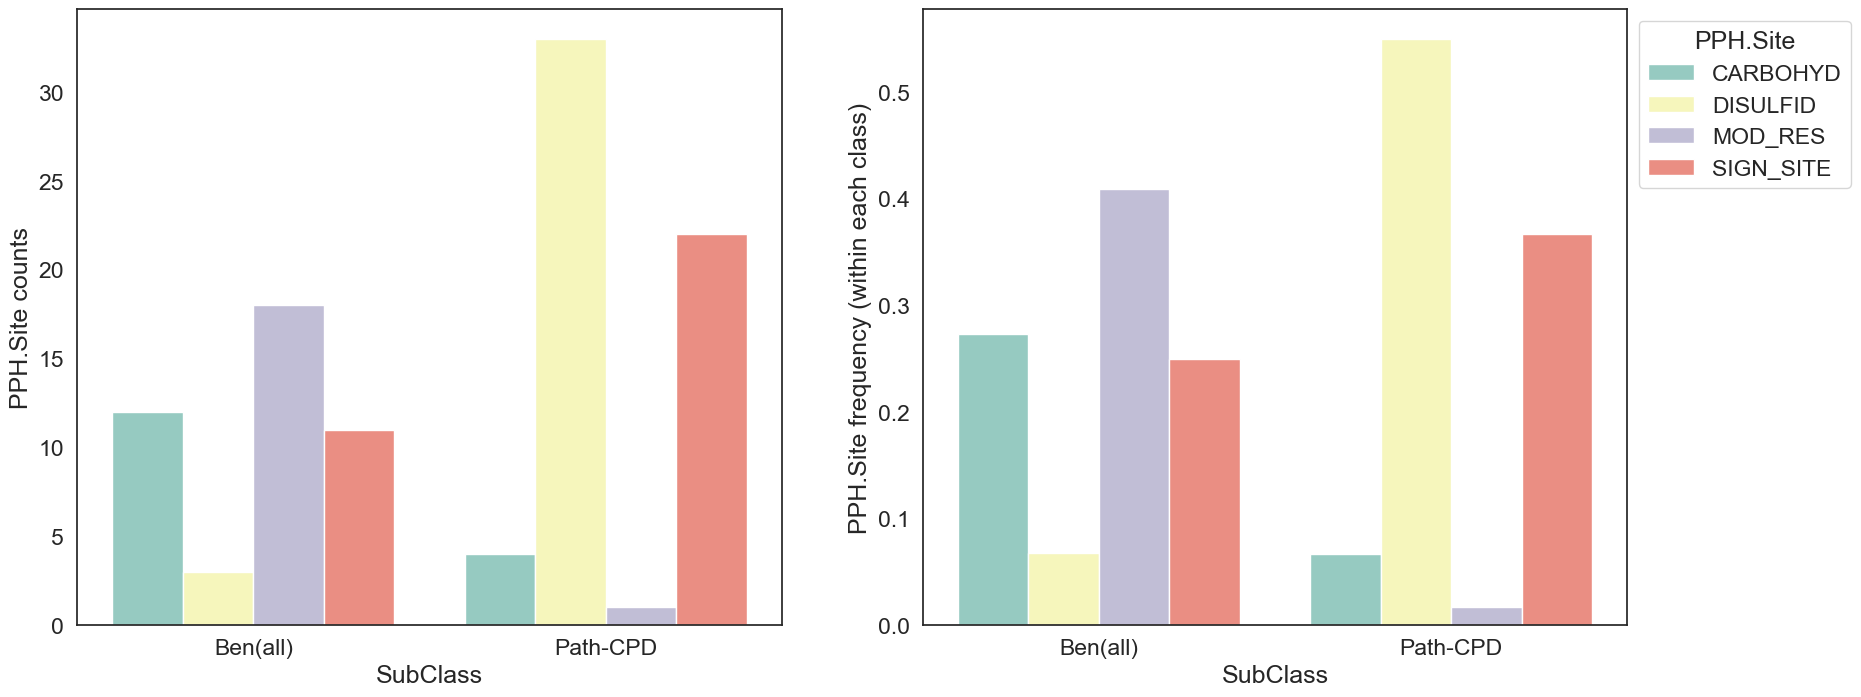 PPH.Site counts
30
25
20
15
10
5
0
Ben(all)
Path-CPD
SubClass
PPH.Site frequency (within each class)
0.5
0.4
0.3
0.2
0.1
0.0
Ben(all)
Path-CPD
SubClass
PPH.Site
CARBOHYD
DISULFID
MOD_RES
SIGN_SITE